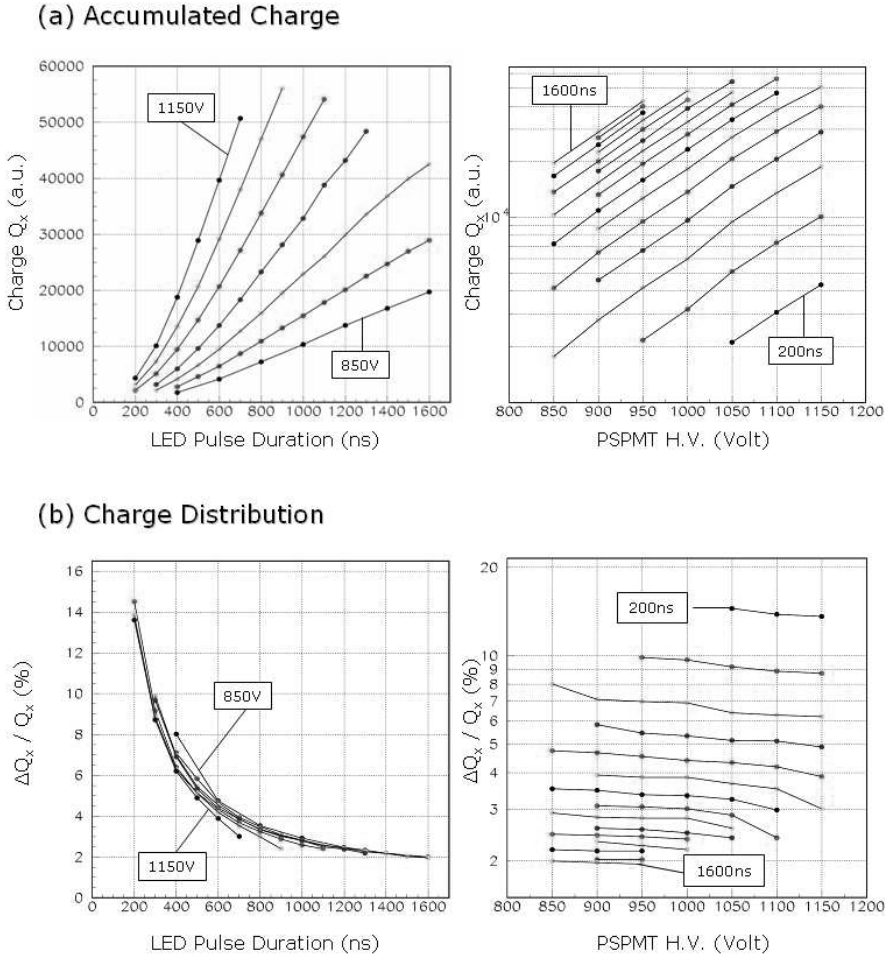 (a) Accumulated Charge
Charge Qx (a.u.)
60000
50000
40000
30000
20000
10000
0
1150V
850V
0 200 400 600 800 1000 1200 1400 1600
LED Pulse Duration (ns)
Charge Qx (a.u.)
10^4
1600ns
200ns
800 850 900 950 1000 1050 1100 1150 1200
PSPMT H.V. (Volt)
(b) Charge Distribution
ΔQx / Qx (%)
16
14
12
10
8
6
4
2
0
850V
1150V
0 200 400 600 800 1000 1200 1400 1600
LED Pulse Duration (ns)
ΔQx / Qx (%)
20
10
9
8
7
6
5
4
3
2
200ns
1600ns
800 850 900 950 1000 1050 1100 1150 1200
PSPMT H.V. (Volt)